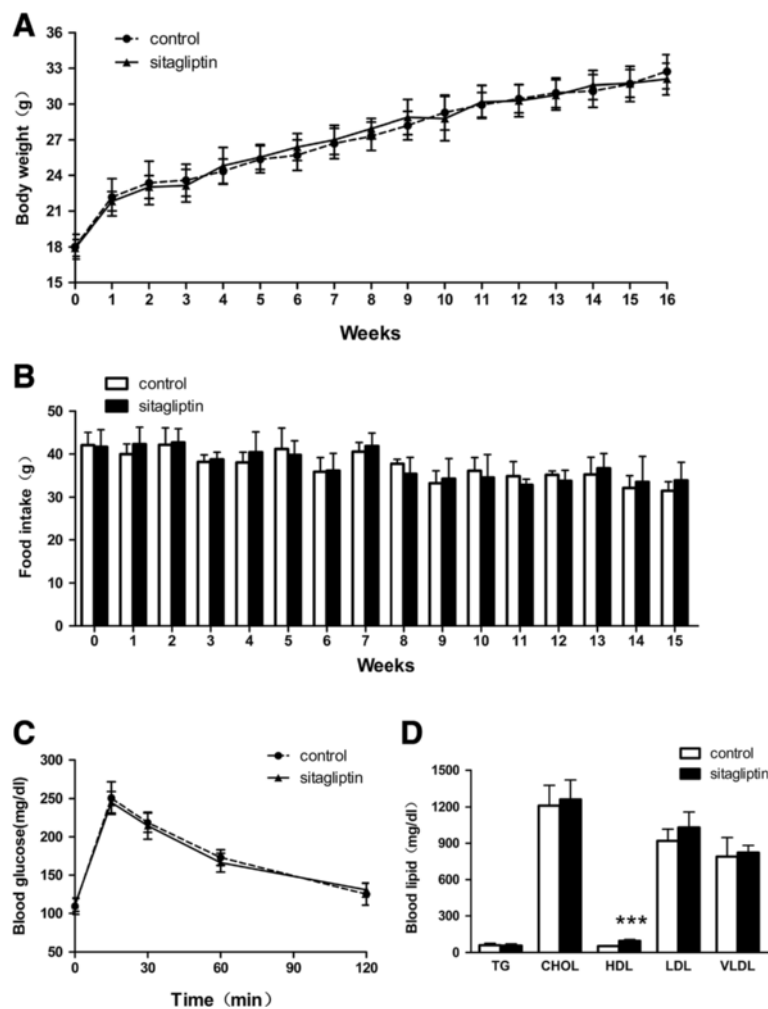 A
control
sitagliptin
Body weight（g）
36
33
30
27
24
21
18
15
0 1 2 3 4 5 6 7 8 9 10 11 12 13 14 15 16
Weeks
B
control
sitagliptin
Food intake（g）
50
40
30
20
10
0
0 1 2 3 4 5 6 7 8 9 10 11 12 13 14 15
Weeks
C
control
sitagliptin
Blood glucose(mg/dl)
300
250
200
150
100
50
0 30 60 90 120
Time（min）
D
control
sitagliptin
Blood lipid（mg/dl）
1500
1200
900
600
300
0
***
TG CHOL HDL LDL VLDL